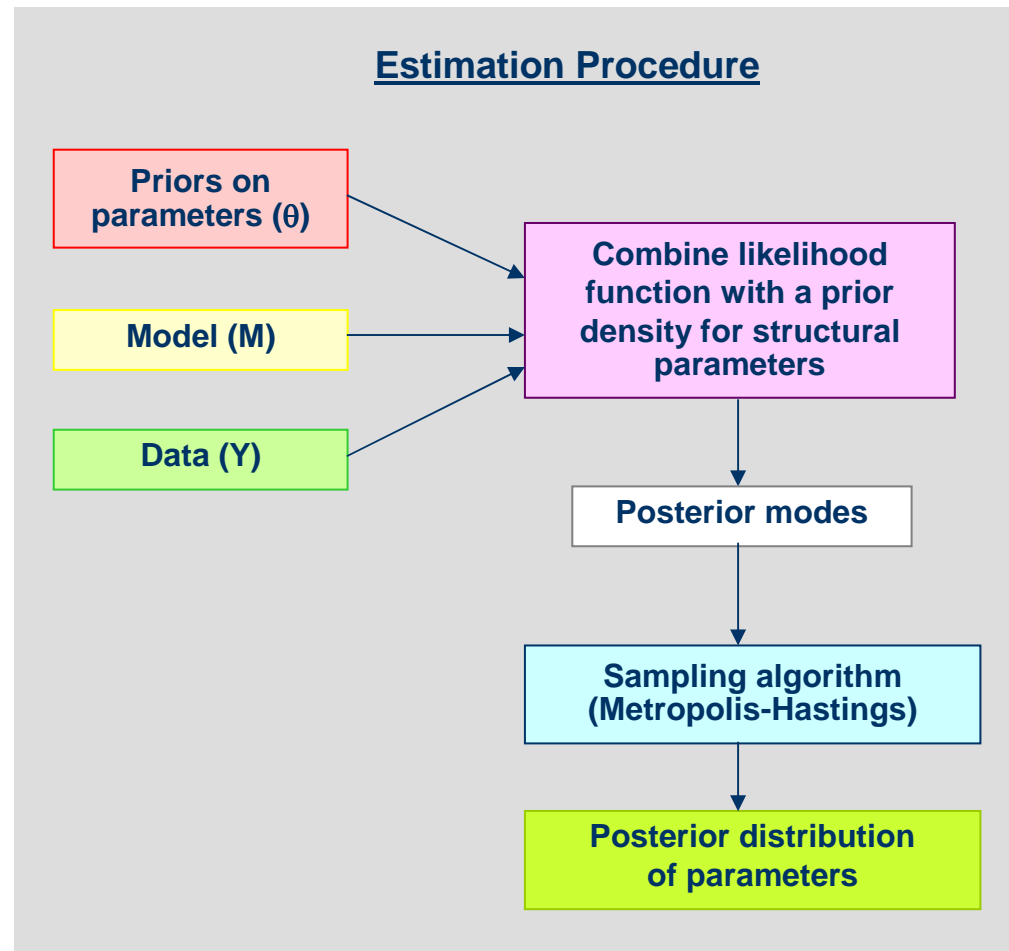 Estimation Procedure
Priors on
parameters (θ)
Model (M)
Data (Y)
Combine likelihood
function with a prior
density for structural
parameters
Posterior modes
Sampling algorithm
(Metropolis-Hastings)
Posterior distribution
of parameters